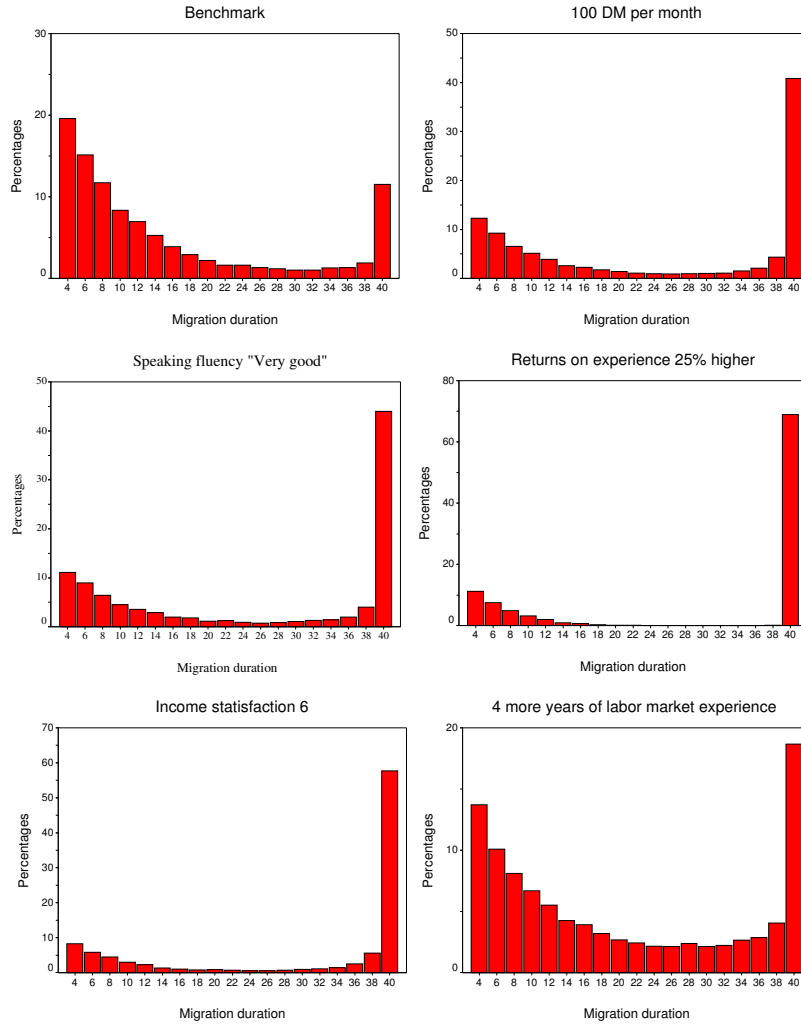 Benchmark
30
20
10
0
Percentages
4 6 8 10 12 14 16 18 20 22 24 26 28 30 32 34 36 38 40
Migration duration
100 DM per month
50
40
30
20
10
0
Percentages
4 6 8 10 12 14 16 18 20 22 24 26 28 30 32 34 36 38 40
Migration duration
Speaking fluency "Very good"
50
40
30
20
10
0
Percentages
4 6 8 10 12 14 16 18 20 22 24 26 28 30 32 34 36 38 40
Migration duration
Returns on experience 25% higher
80
60
40
20
0
Percentages
4 6 8 10 12 14 16 18 20 22 24 26 28 30 32 34 36 38 40
Migration duration
Income statisfaction 6
70
60
50
40
30
20
10
0
Percentages
4 6 8 10 12 14 16 18 20 22 24 26 28 30 32 34 36 38 40
Migration duration
4 more years of labor market experience
20
10
0
Percentages
4 6 8 10 12 14 16 18 20 22 24 26 28 30 32 34 36 38 40
Migration duration